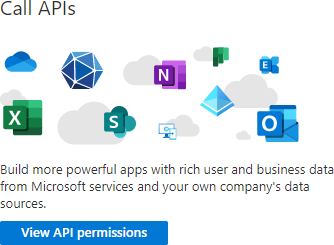 Call APIs
N
E
X
S
O
Build more powerful apps with rich user and business data
from Microsoft services and your own company's data
sources.
View API permissions